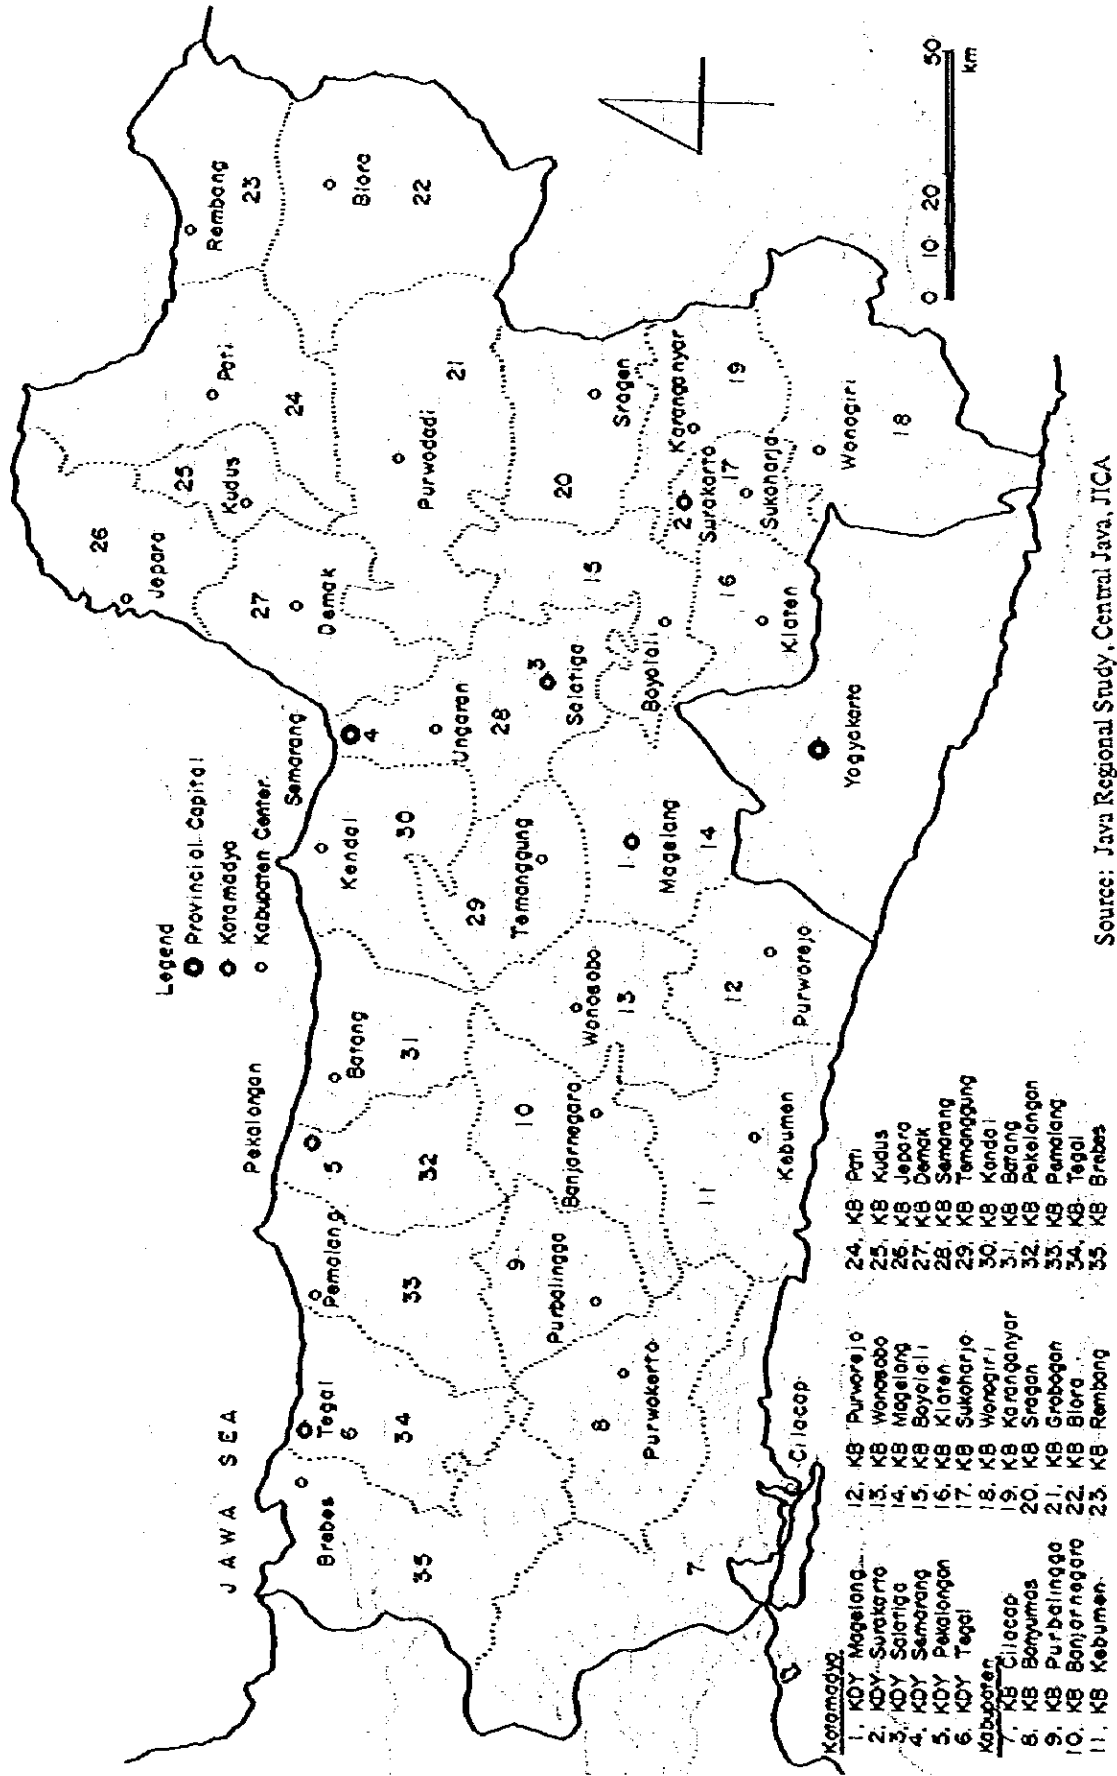 JAWA SEA
Legend
Provincial Capital
Kotamadya
Kabupaten Center
Brebes
35
Tegal
6
34
Pemalang
33
Pekalongan
5
32
Batang
31
Kendal
30
Semarang
4
Ungaran
28
Salatiga
3
Demak
27
Jepara
26
Kudus
25
Pati
24
Rembang
23
Blora
22
Purwodadi
21
Sragen
20
Karanganyar
19
2
Surakarta
17
Sukoharjo
Wonogiri
18
15
Boyolali
16
Klaten
Yogyakarta
29
Temanggung
1
Magelang
14
Wonosobo
13
12
Purworejo
10
Banjarnegara
11
Kebumen
9
Purbalingga
8
Purwokerto
7
Cilacap
0 10 20 50
km
Kotamadya
1. KDY Magelang
2. KDY Surakarta
3. KDY Salatiga
4. KDY Semarang
5. KDY Pekalongan
6. KDY Tegal
Kabupaten
7. KB Cilacap
8. KB Banyumas
9. KB Purbalingga
10. KB Banjarnegara
11. KB Kebumen
12. KB Purworejo
13. KB Wonosobo
14. KB Magelang
15. KB Boyolali
16. KB Klaten
17. KB Sukoharjo
18. KB Wonogiri
19. KB Karanganyar
20. KB Sragan
21. KB Grobogan
22. KB Blora
23. KB Rembang
24. KB Pati
25. KB Kudus
26. KB Jepara
27. KB Demak
28. KB Semarang
29. KB Temanggung
30. KB Kendal
31. KB Batang
32. KB Pekalongan
33. KB Pemalang
34. KB Tegal
35. KB Brebes
Source: Java Regional Study, Central Java, JICA